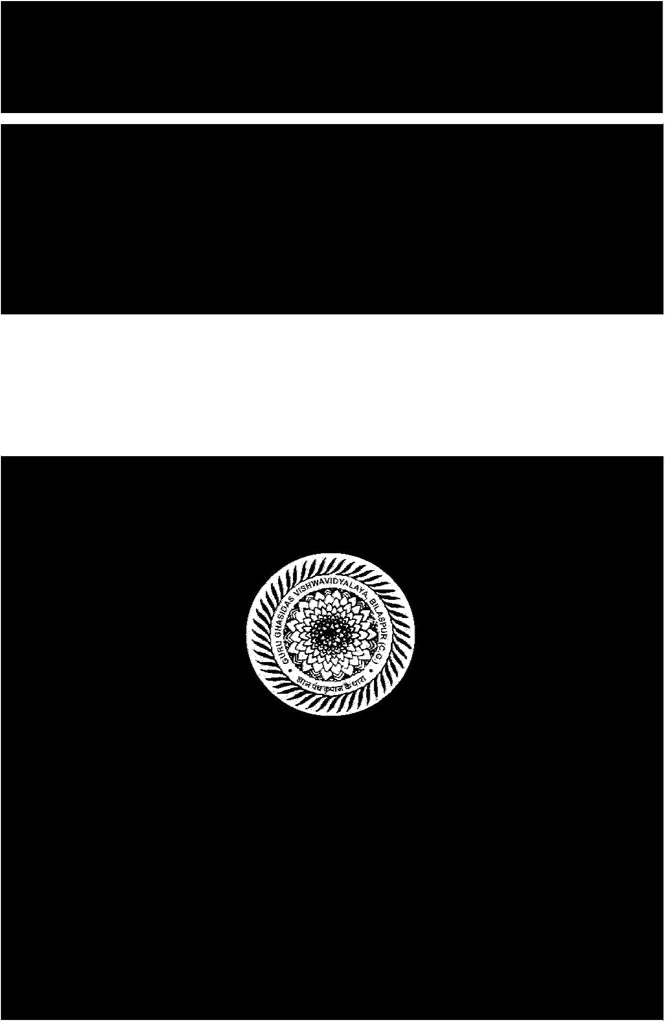 GURU GHASIDAS VISHWAVIDYALAYA, BILASPUR (C.G.)
ज्ञान पंथ कृपान कै धारा